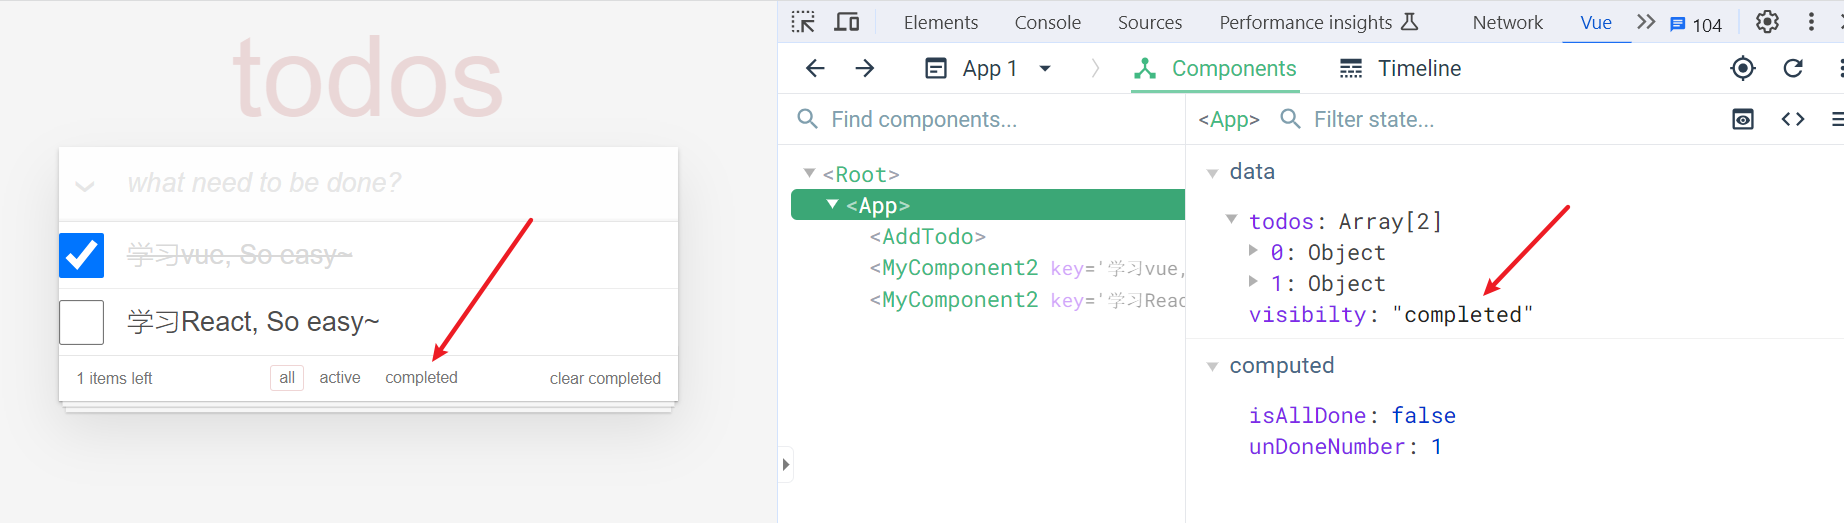 todos
what need to be done?
学习vue, So easy~
学习React, So easy~
1 items left
all
active
completed
clear completed
Elements
Console
Sources
Performance insights
Network
Vue
104
App 1
Components
Timeline
Find components...
<Root>
<App>
<AddTodo>
<MyComponent2 key='学习vue,
<MyComponent2 key='学习Reac
<App>
Filter state...
data
todos: Array[2]
0: Object
1: Object
visibilty: "completed"
computed
isAllDone: false
unDoneNumber: 1